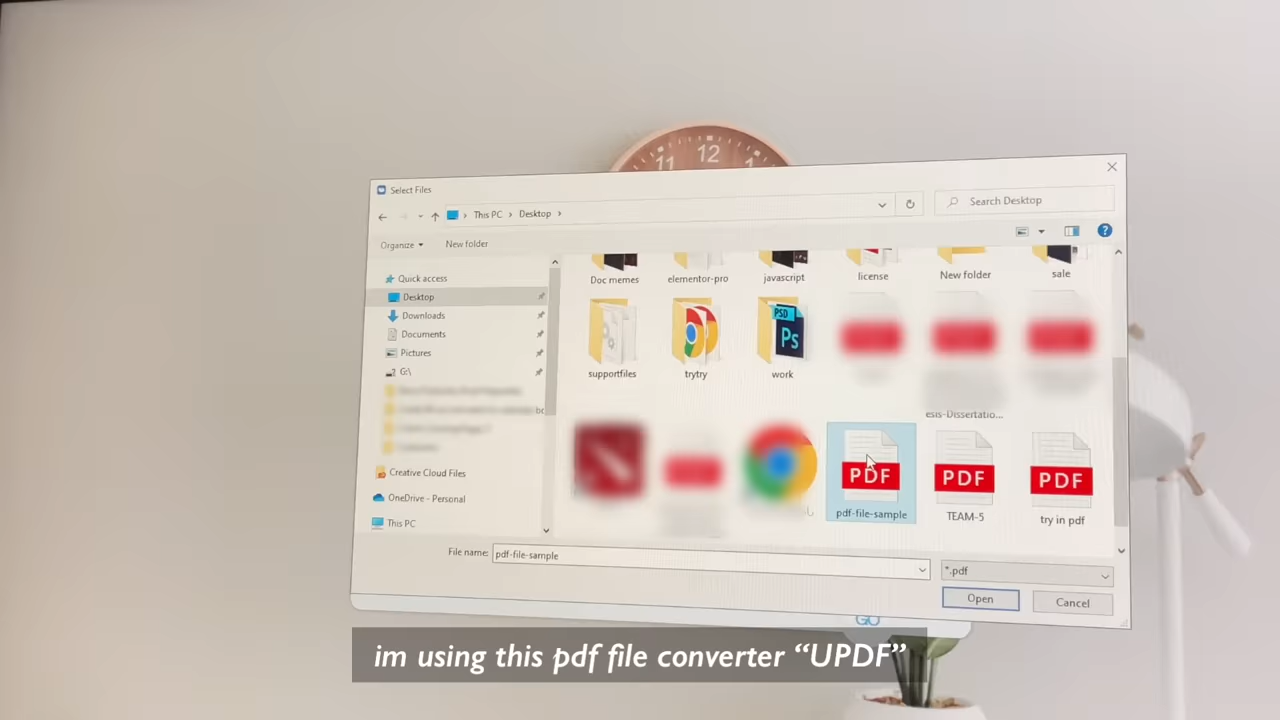 11 12 1
Select Files
This PC > Desktop >
Search Desktop
Organize
New folder
?
Quick access
Desktop
Downloads
Documents
Pictures
G:\
Creative Cloud Files
OneDrive - Personal
This PC
Doc memes
elementor-pro
javascript
license
New folder
sale
PSD
Ps
supportfiles
trytry
work
esis-Dissertatio...
PDF
PDF
PDF
pdf-file-sample
TEAM-5
try in pdf
File name:
pdf-file-sample
*.pdf
Open
Cancel
GO
im using this pdf file converter “UPDF”